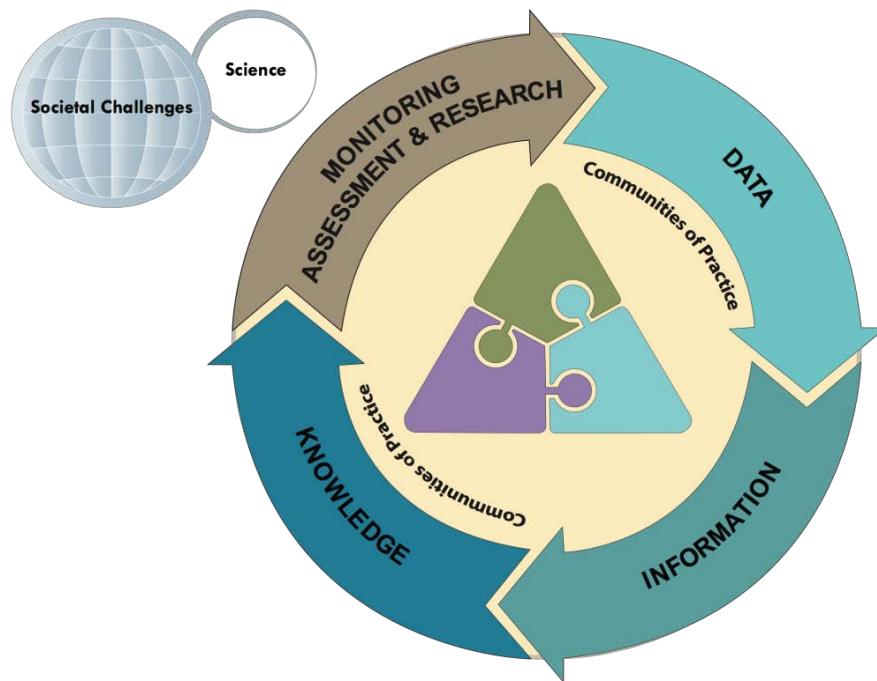 Societal Challenges
Science
MONITORING
ASSESSMENT & RESEARCH
DATA
Communities of Practice
INFORMATION
KNOWLEDGE
Communities of Practice